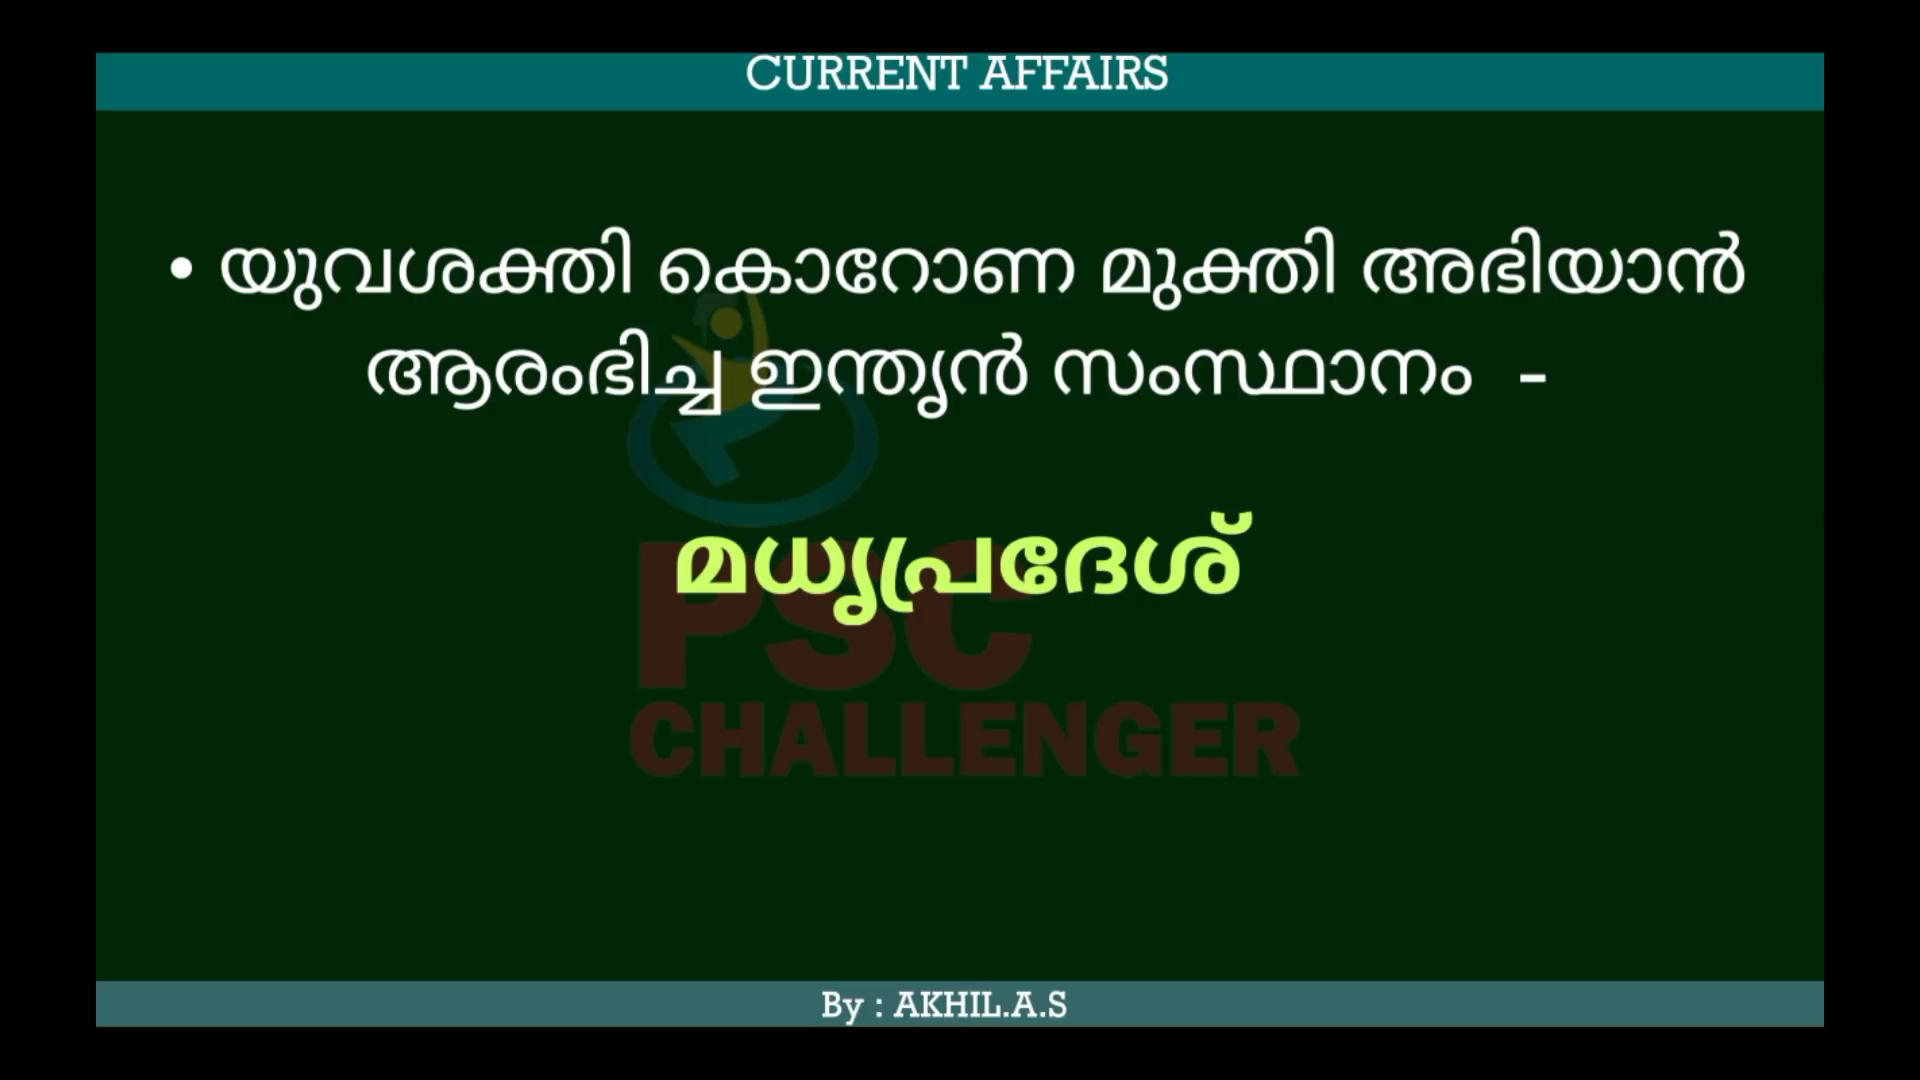 CURRENT AFFAIRS
• യുവശക്തി കൊറോണ മുക്തി അഭിയാൻ
ആരംഭിച്ച ഇന്ത്യൻ സംസ്ഥാനം -
മധ്യപ്രദേശ്
PSC
CHALLENGER
By : AKHIL.A.S